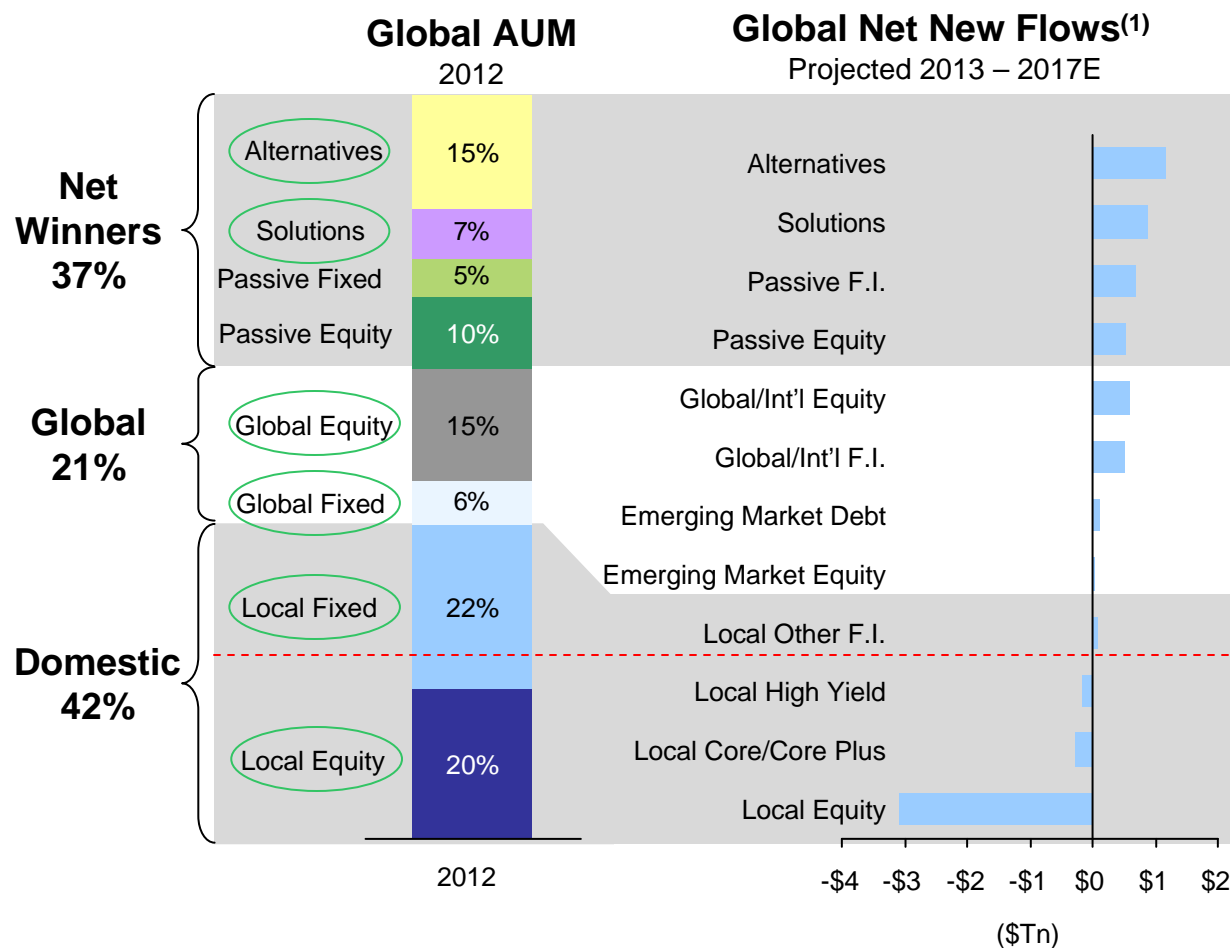 Global AUM
2012
Global Net New Flows(1)
Projected 2013 – 2017E
Net
Winners
37%
Global
21%
Domestic
42%
Alternatives
Solutions
Passive Fixed
Passive Equity
Global Equity
Global Fixed
Local Fixed
Local Equity
15%
7%
5%
10%
15%
6%
22%
20%
2012
Alternatives
Solutions
Passive F.I.
Passive Equity
Global/Int'l Equity
Global/Int'l F.I.
Emerging Market Debt
Emerging Market Equity
Local Other F.I.
Local High Yield
Local Core/Core Plus
Local Equity
-$4 -$3 -$2 -$1 $0 $1 $2
($Tn)